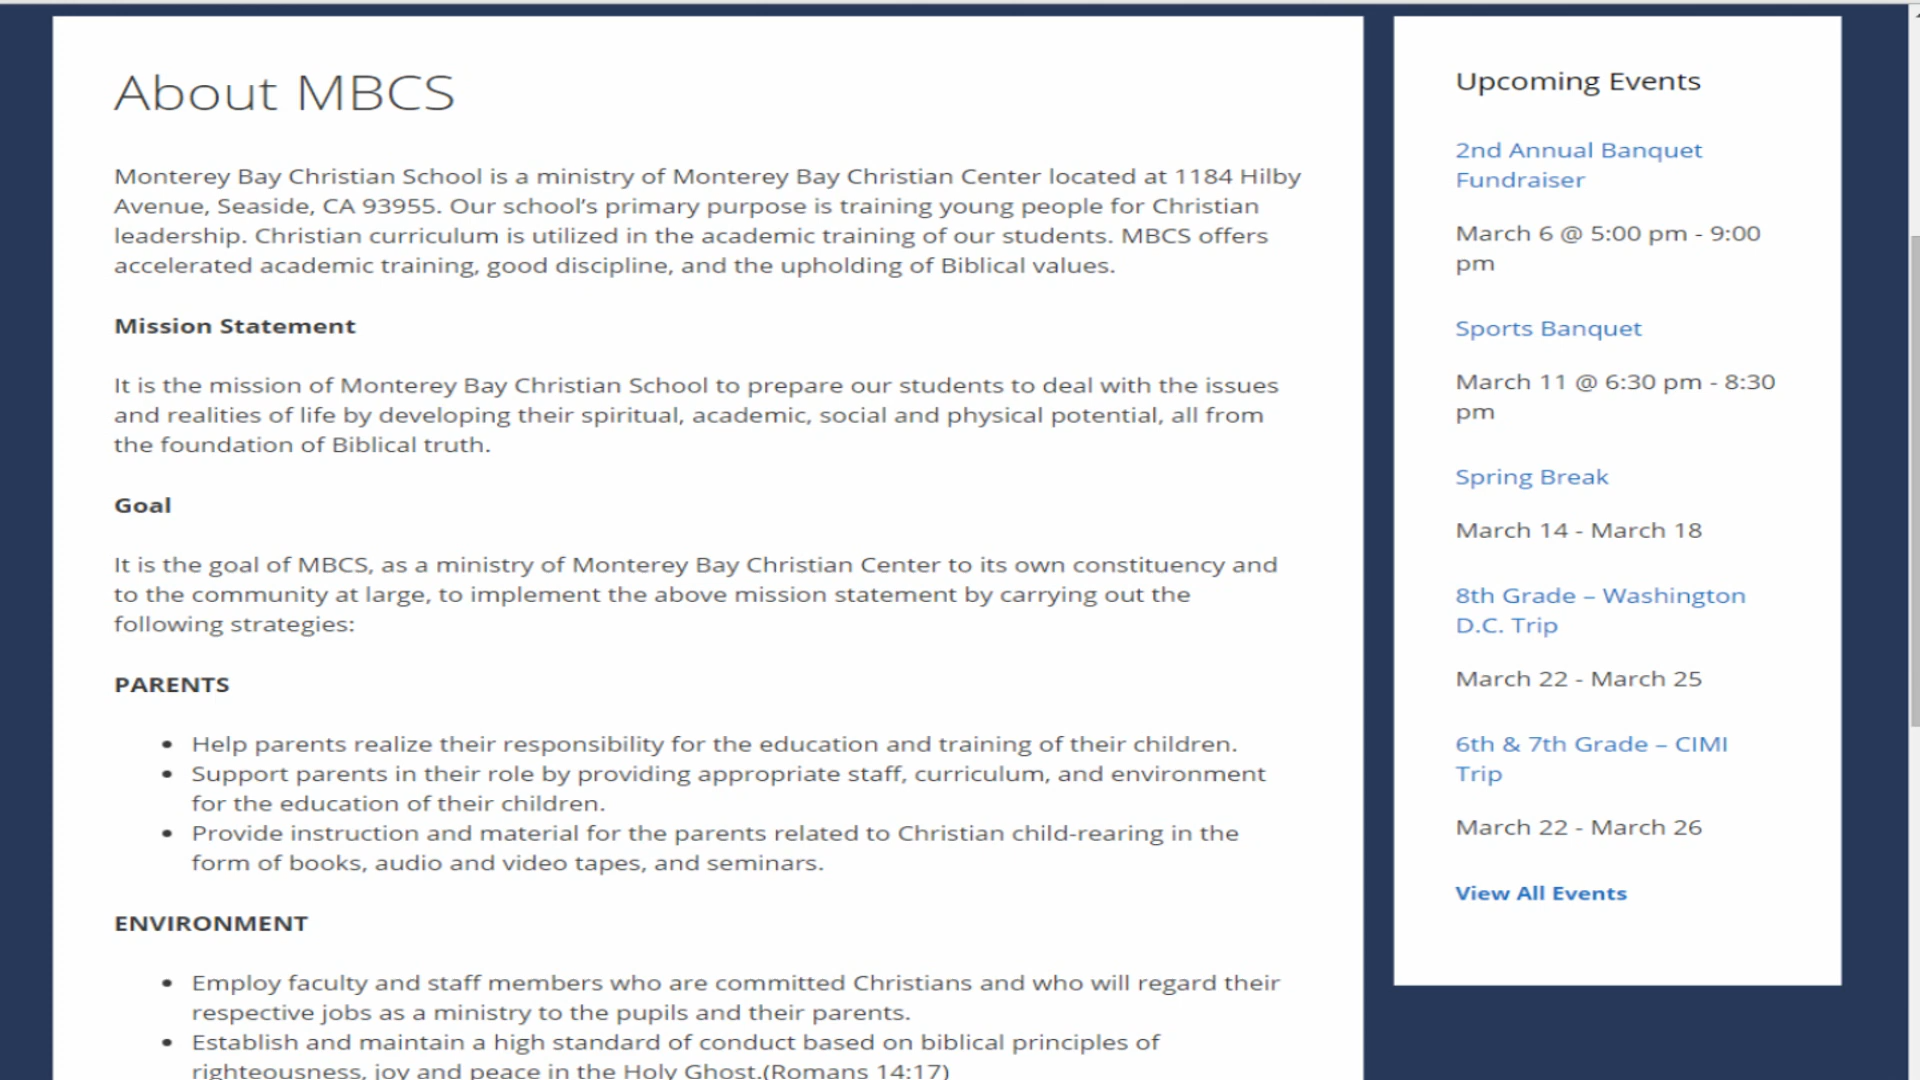 About MBCS
Monterey Bay Christian School is a ministry of Monterey Bay Christian Center located at 1184 Hilby
Avenue, Seaside, CA 93955. Our school’s primary purpose is training young people for Christian
leadership. Christian curriculum is utilized in the academic training of our students. MBCS offers
accelerated academic training, good discipline, and the upholding of Biblical values.
Mission Statement
It is the mission of Monterey Bay Christian School to prepare our students to deal with the issues
and realities of life by developing their spiritual, academic, social and physical potential, all from
the foundation of Biblical truth.
Goal
It is the goal of MBCS, as a ministry of Monterey Bay Christian Center to its own constituency and
to the community at large, to implement the above mission statement by carrying out the
following strategies:
PARENTS
• Help parents realize their responsibility for the education and training of their children.
• Support parents in their role by providing appropriate staff, curriculum, and environment
for the education of their children.
• Provide instruction and material for the parents related to Christian child-rearing in the
form of books, audio and video tapes, and seminars.
ENVIRONMENT
• Employ faculty and staff members who are committed Christians and who will regard their
respective jobs as a ministry to the pupils and their parents.
• Establish and maintain a high standard of conduct based on biblical principles of
righteousness, joy and peace in the Holy Ghost.(Romans 14:17)
Upcoming Events
2nd Annual Banquet
Fundraiser
March 6 @ 5:00 pm - 9:00
pm
Sports Banquet
March 11 @ 6:30 pm - 8:30
pm
Spring Break
March 14 - March 18
8th Grade – Washington
D.C. Trip
March 22 - March 25
6th & 7th Grade – CIMI
Trip
March 22 - March 26
View All Events